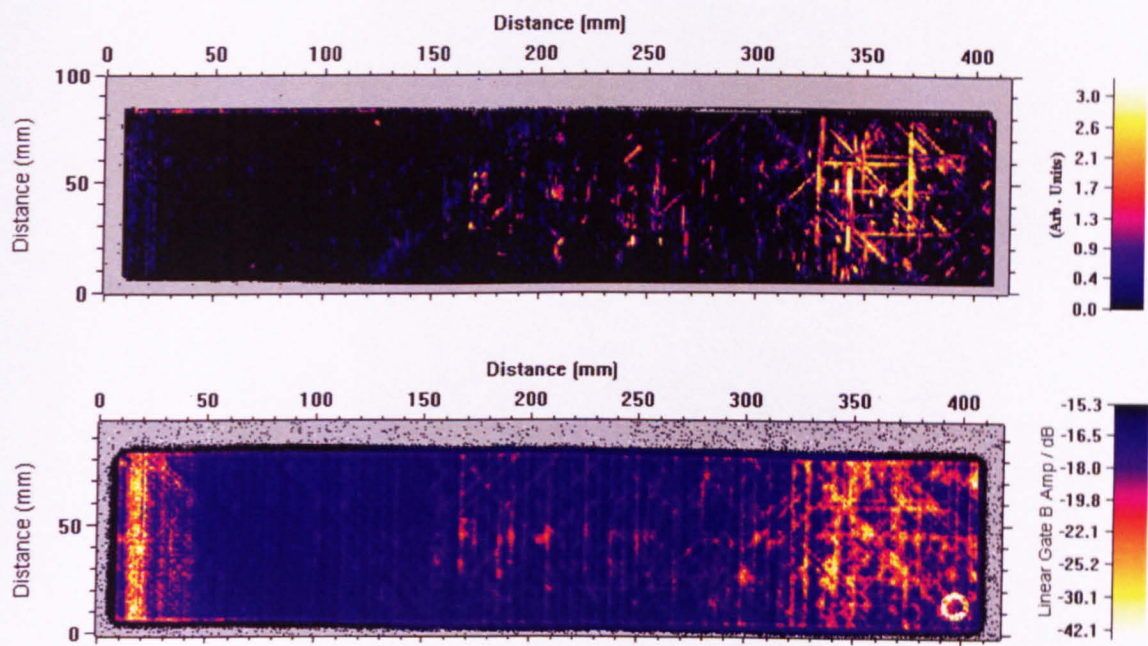 Distance (mm)
0 50 100 150 200 250 300 350 400
100
50
0
Distance (mm)
3.0
2.6
2.1
1.7
1.3
0.9
0.4
0.0
(Arb. Units)
Distance (mm)
0 50 100 150 200 250 300 350 400
50
0
Distance (mm)
-15.3
-16.5
-18.0
-19.8
-22.1
-25.2
-30.1
-42.1
Linear Gate B Amp / dB